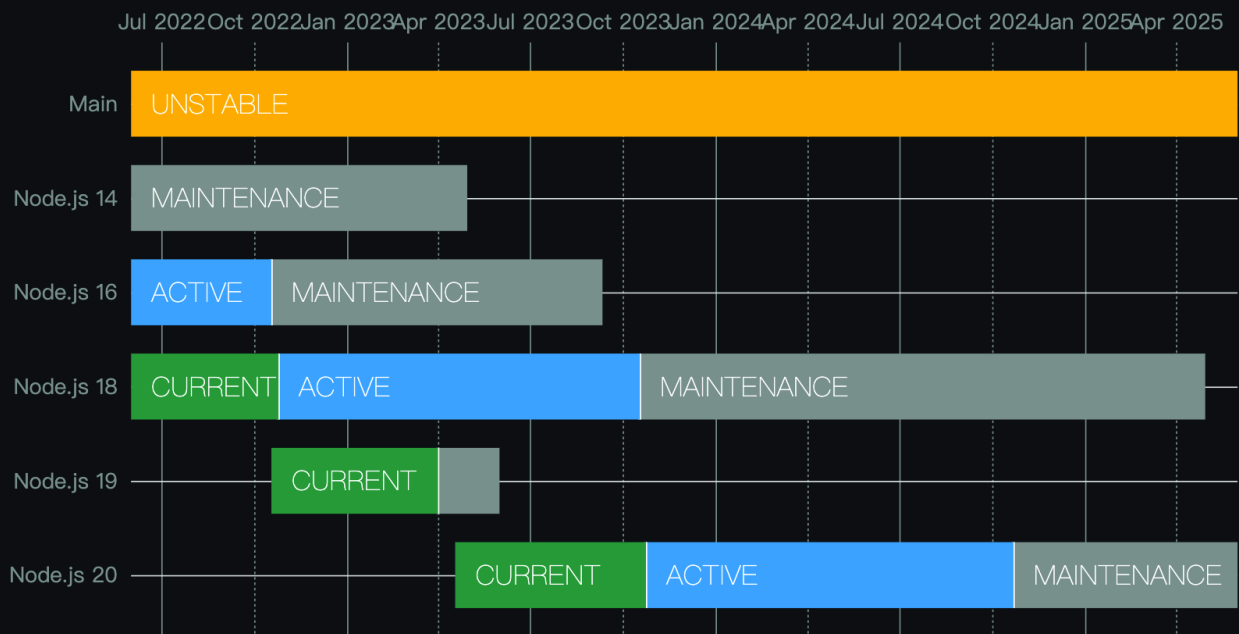 Jul 2022 Oct 2022 Jan 2023 Apr 2023 Jul 2023 Oct 2023 Jan 2024 Apr 2024 Jul 2024 Oct 2024 Jan 2025 Apr 2025
Main UNSTABLE
Node.js 14 MAINTENANCE
Node.js 16 ACTIVE MAINTENANCE
Node.js 18 CURRENT ACTIVE MAINTENANCE
Node.js 19 CURRENT
Node.js 20 CURRENT ACTIVE MAINTENANCE